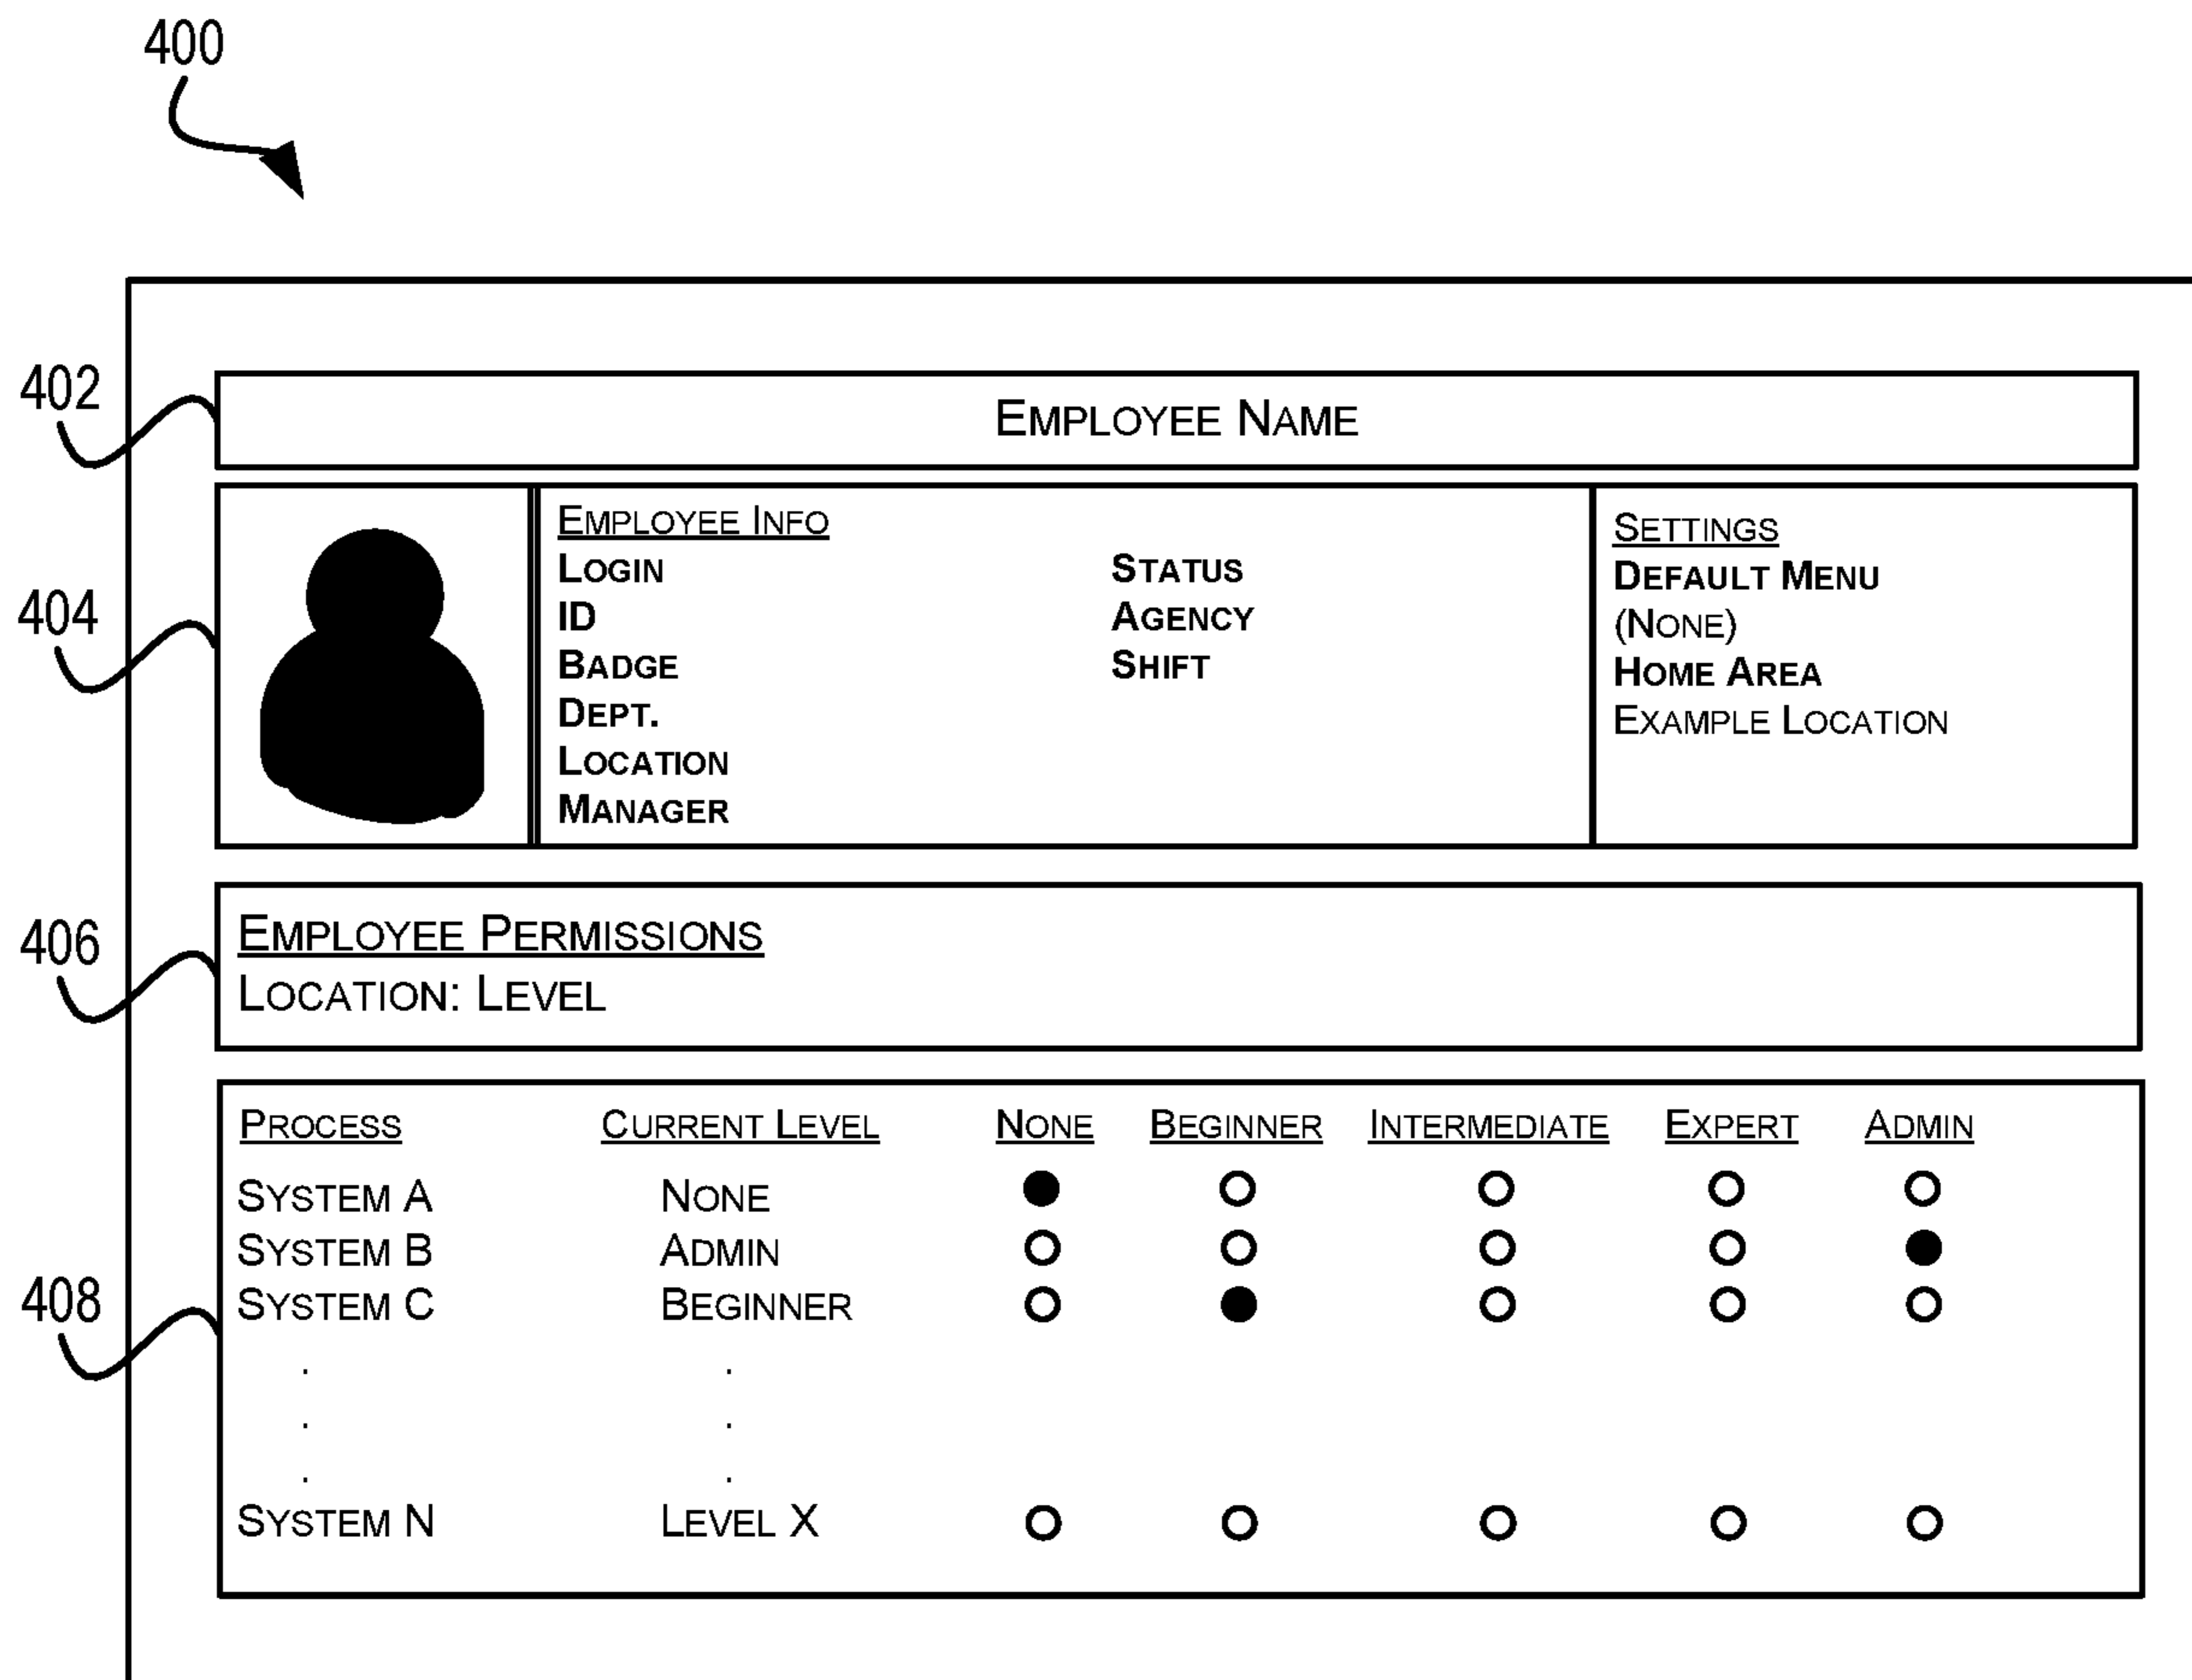 400
402
EMPLOYEE NAME
404
EMPLOYEE INFO
LOGIN
ID
BADGE
DEPT.
LOCATION
MANAGER
STATUS
AGENCY
SHIFT
SETTINGS
DEFAULT MENU
(NONE)
HOME AREA
EXAMPLE LOCATION
406
EMPLOYEE PERMISSIONS
LOCATION: LEVEL
408
PROCESS CURRENT LEVEL NONE BEGINNER INTERMEDIATE EXPERT ADMIN
SYSTEM A NONE
SYSTEM B ADMIN
SYSTEM C BEGINNER
SYSTEM N LEVEL X